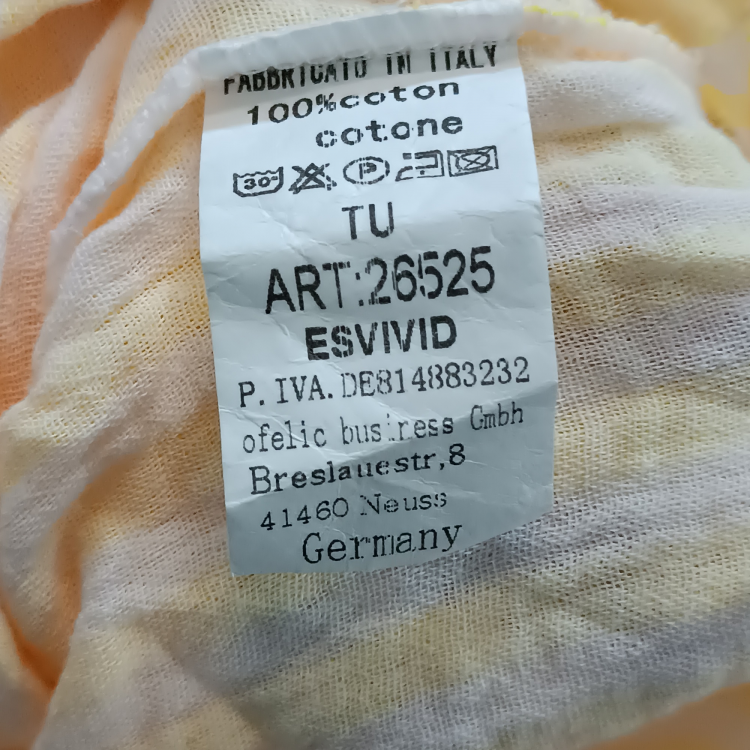 FABBRICATO IN ITALY
100%coton
cotone
30°
P
TU
ART:26525
ESVIVID
P. IVA. DE814883232
ofelic business Gmbh
Breslauestr,8
41460 Neuss
Germany